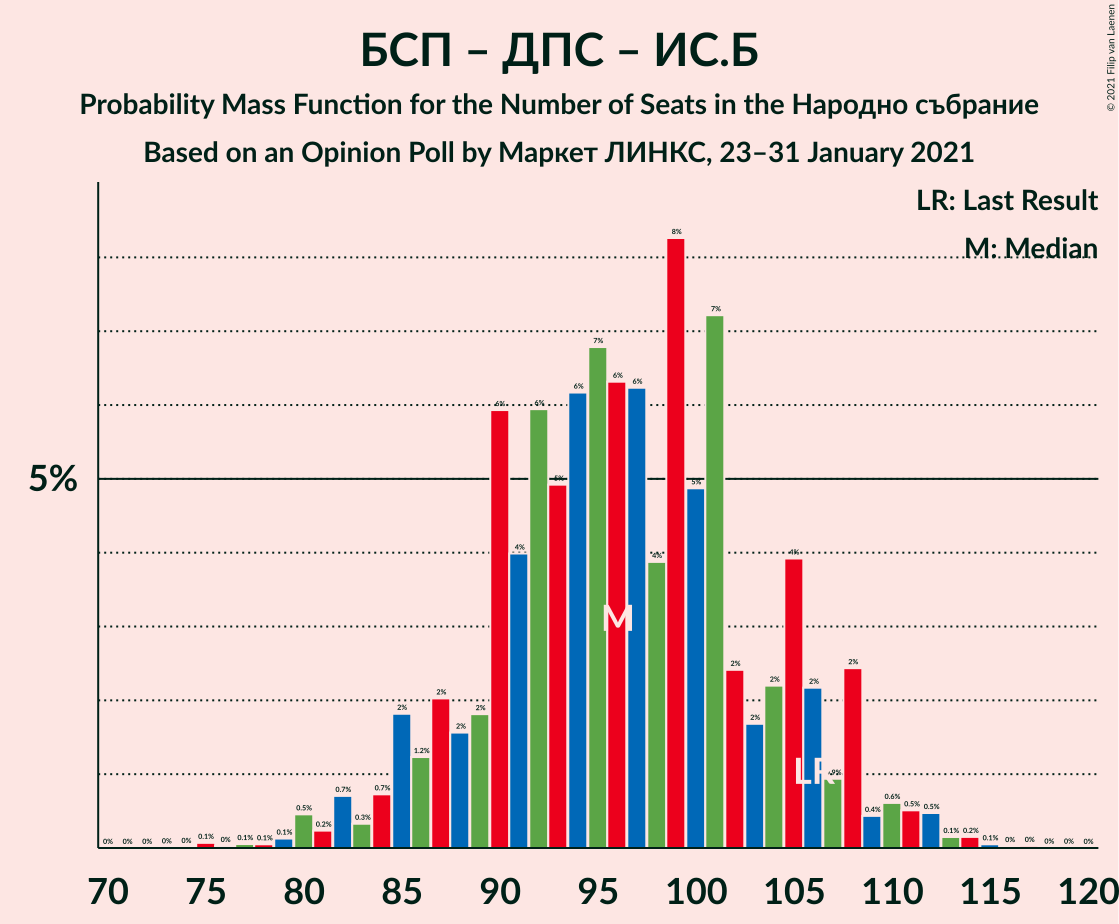 БСП – ДПС – ИС.Б
Probability Mass Function for the Number of Seats in the Народно събрание
Based on an Opinion Poll by Маркет ЛИНКС, 23–31 January 2021
© 2021 Filip van Laenen
LR: Last Result
M: Median
5%
0% 0% 0% 0% 0% 0.1% 0% 0.1% 0.1% 0.1% 0.5% 0.2% 0.7% 0.3% 0.7% 2% 1.2% 2% 2% 2% 6% 4% 6% 5% 6% 7% 6% 6% 4% 8% 5% 7% 2% 2% 2% 4% 2% 0.9% 2% 0.4% 0.6% 0.5% 0.5% 0.1% 0.2% 0.1% 0% 0% 0% 0% 0%
M
LR
70 75 80 85 90 95 100 105 110 115 120